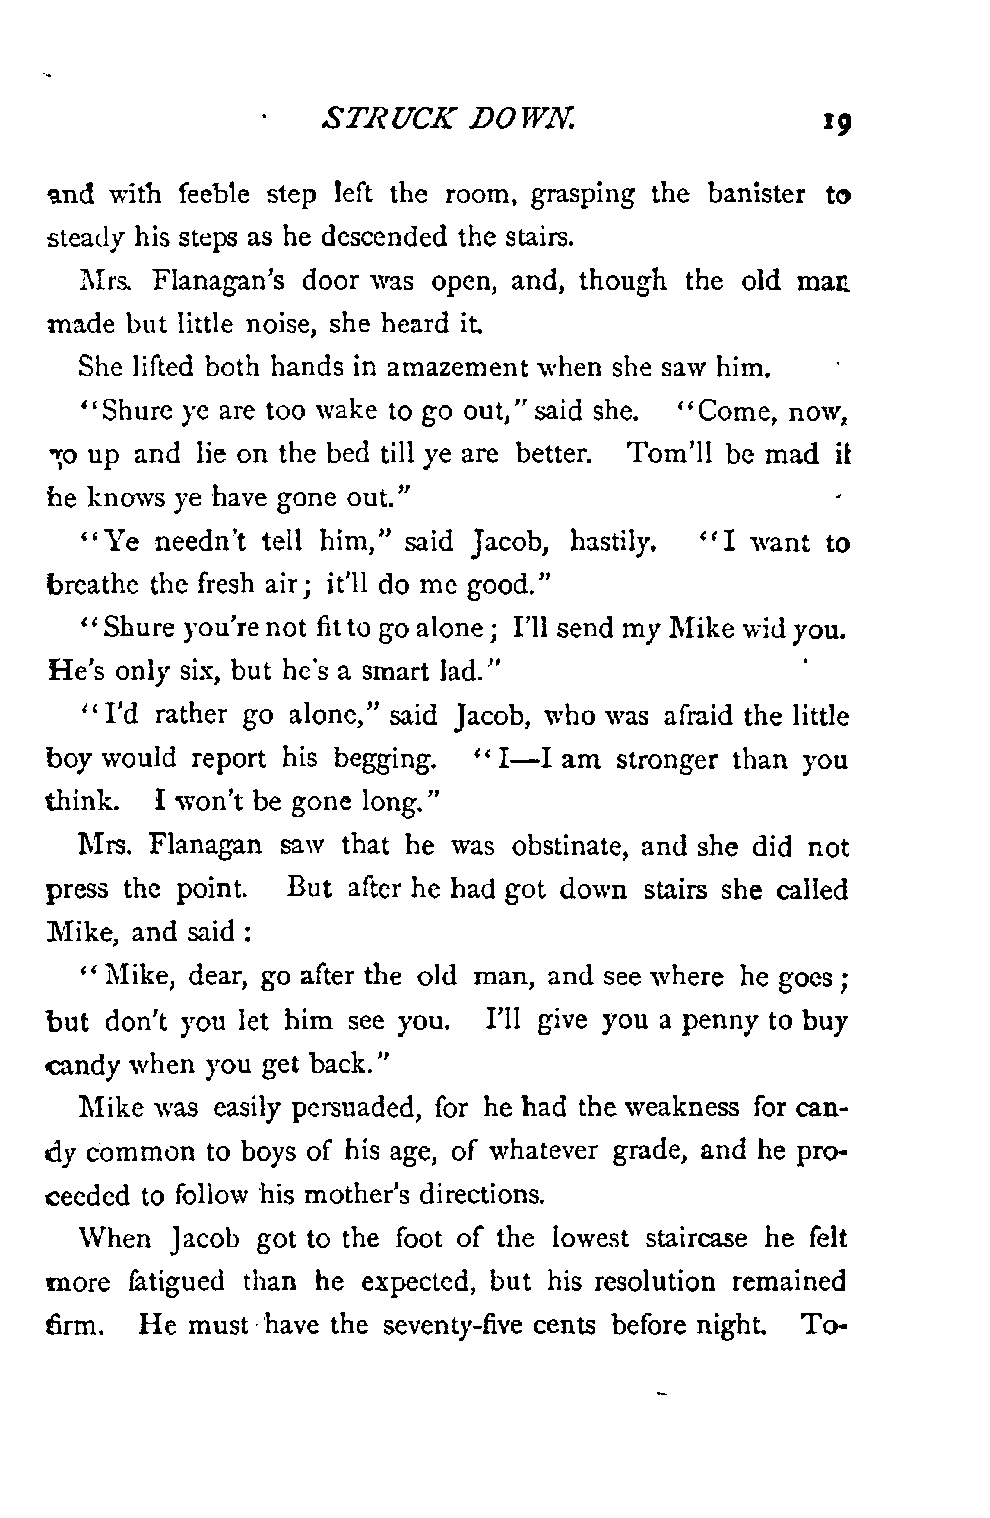 STRUCK DOWN. 19
and with feeble step left the room, grasping the banister to
steady his steps as he descended the stairs.
Mrs. Flanagan's door was open, and, though the old man
made but little noise, she heard it.
She lifted both hands in amazement when she saw him.
"Shure ye are too wake to go out," said she. "Come, now,
go up and lie on the bed till ye are better. Tom'll be mad if
he knows ye have gone out."
"Ye needn't tell him," said Jacob, hastily. "I want to
breathe the fresh air; it'll do me good."
"Shure you're not fit to go alone; I'll send my Mike wid you.
He's only six, but he's a smart lad."
"I'd rather go alone," said Jacob, who was afraid the little
boy would report his begging. "I—I am stronger than you
think. I won't be gone long."
Mrs. Flanagan saw that he was obstinate, and she did not
press the point. But after he had got down stairs she called
Mike, and said:
"Mike, dear, go after the old man, and see where he goes;
but don't you let him see you. I'll give you a penny to buy
candy when you get back."
Mike was easily persuaded, for he had the weakness for can-
dy common to boys of his age, of whatever grade, and he pro-
ceeded to follow his mother's directions.
When Jacob got to the foot of the lowest staircase he felt
more fatigued than he expected, but his resolution remained
firm. He must have the seventy-five cents before night. To-